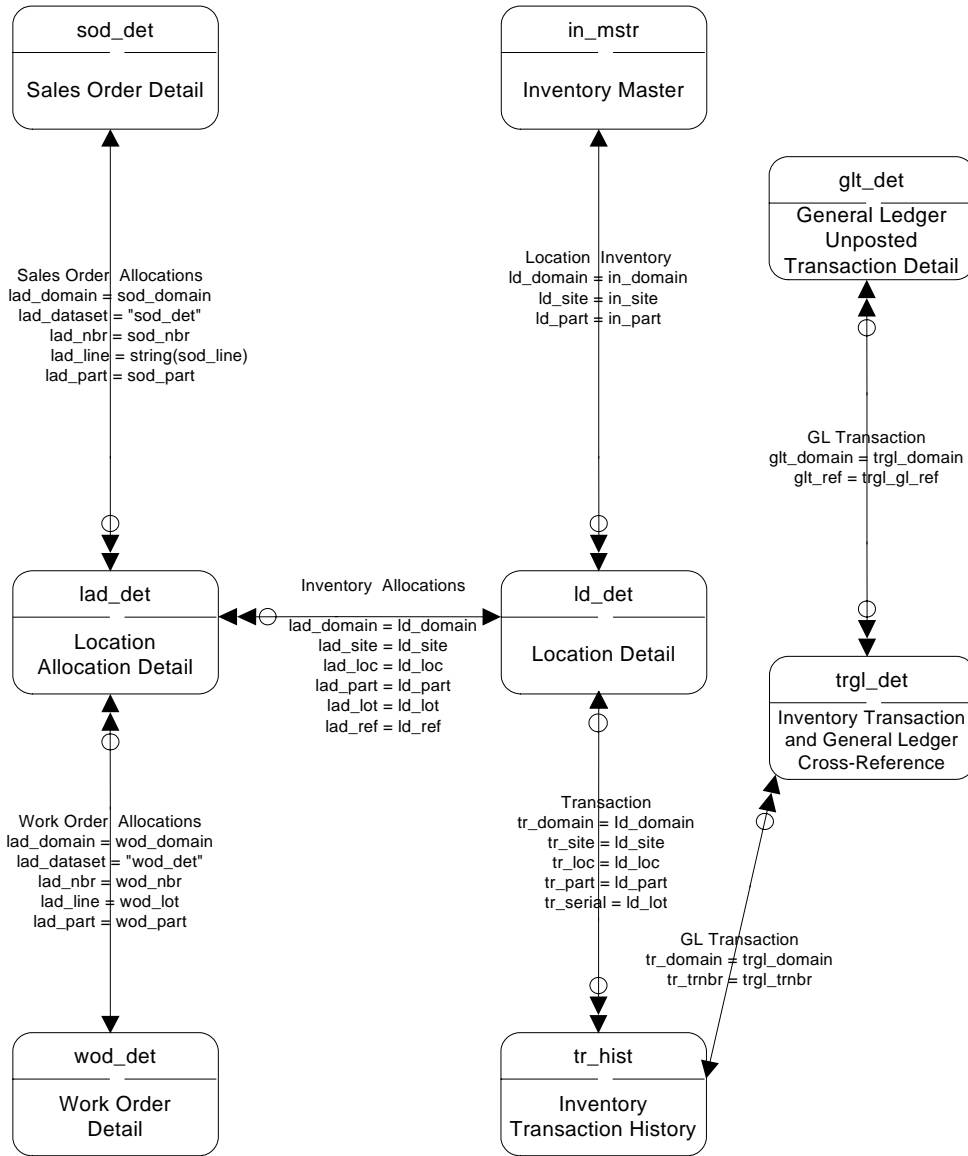 sod_det
Sales Order Detail
in_mstr
Inventory Master
glt_det
General Ledger
Unposted
Transaction Detail
Sales Order Allocations
lad_domain = sod_domain
lad_dataset = "sod_det"
lad_nbr = sod_nbr
lad_line = string(sod_line)
lad_part = sod_part
Location Inventory
ld_domain = in_domain
ld_site = in_site
ld_part = in_part
GL Transaction
glt_domain = trgl_domain
glt_ref = trgl_gl_ref
lad_det
Location
Allocation Detail
Inventory Allocations
lad_domain = ld_domain
lad_site = ld_site
lad_loc = ld_loc
lad_part = ld_part
lad_lot = ld_lot
lad_ref = ld_ref
ld_det
Location Detail
trgl_det
Inventory Transaction
and General Ledger
Cross-Reference
Work Order Allocations
lad_domain = wod_domain
lad_dataset = "wod_det"
lad_nbr = wod_nbr
lad_line = wod_lot
lad_part = wod_part
Transaction
tr_domain = ld_domain
tr_site = ld_site
tr_loc = ld_loc
tr_part = ld_part
tr_serial = ld_lot
GL Transaction
tr_domain = trgl_domain
tr_trnbr = trgl_trnbr
wod_det
Work Order
Detail
tr_hist
Inventory
Transaction History